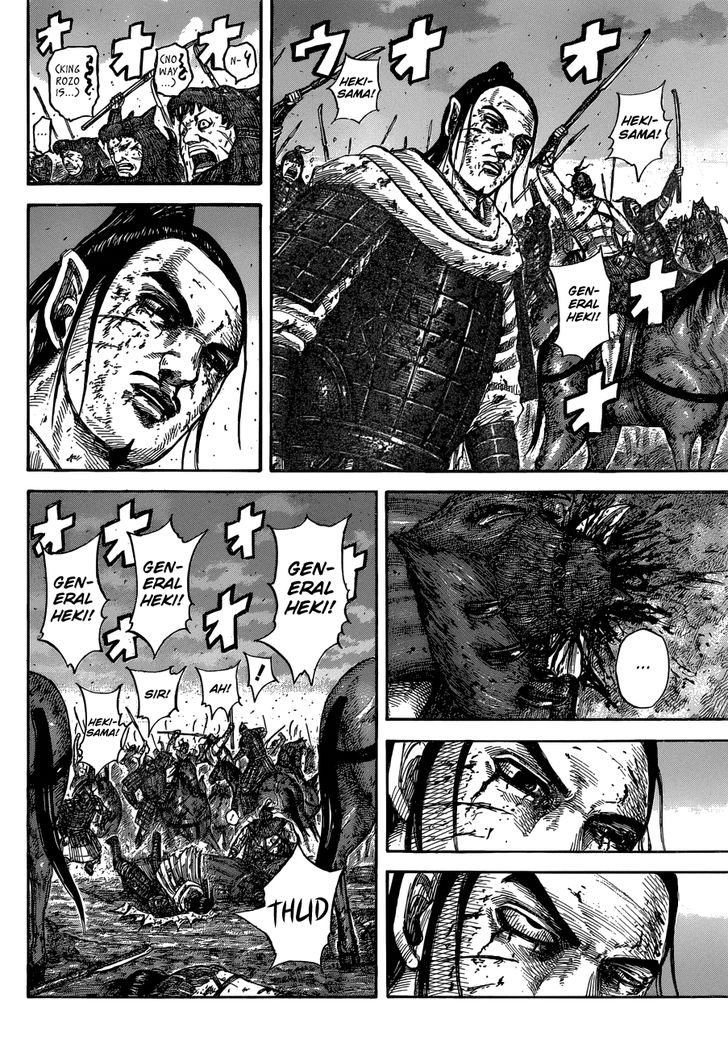 ウ
オ
オ
オ
オ
HEKI-
SAMA!
HEKI-
SAMA!
GEN-
ERAL
HEKI!
オ
オ
オ
N-
(NO
WAY
...)
(KING
ROZO
IS...)
...
オ
オ
オ
オ
オ
オ
GEN-
ERAL
HEKI!
GEN-
ERAL
HEKI!
GEN-
ERAL
HEKI!
!
AH!
SIR!
HEKI-
SAMA!
THUD